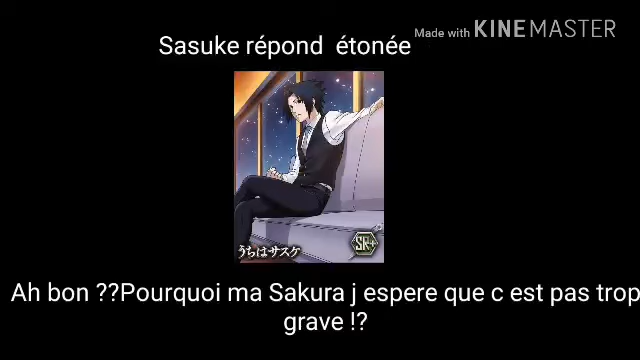 Made with KINEMASTER
Sasuke répond étonée
うちはサスケ
SR+
Ah bon ??Pourquoi ma Sakura j espere que c est pas trop
grave !?